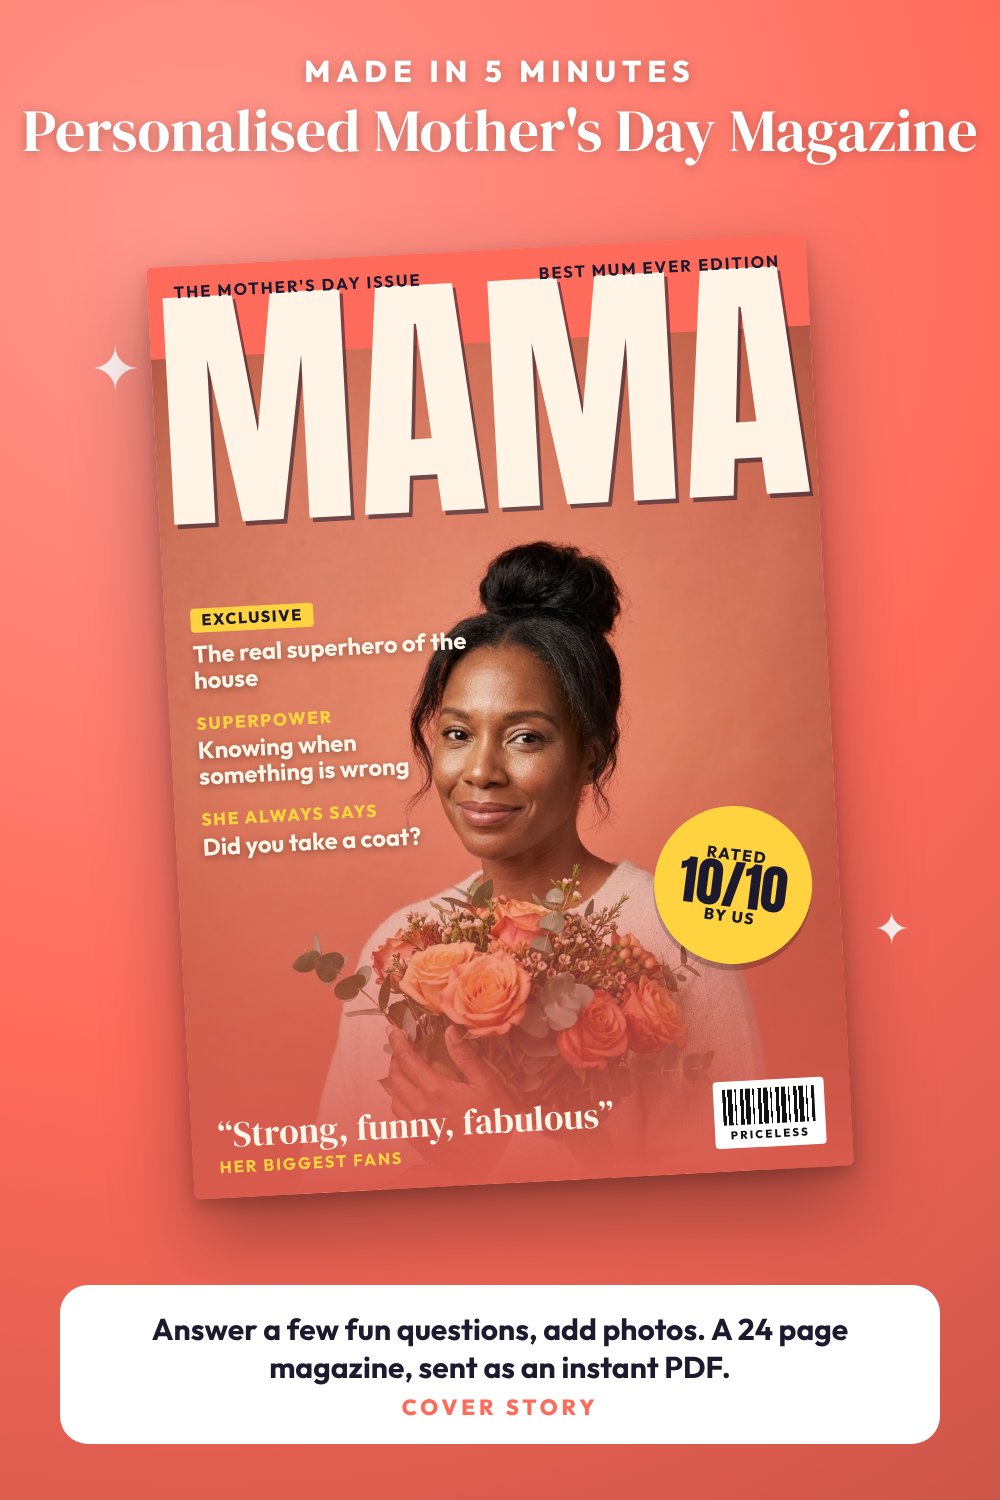 MADE IN 5 MINUTES
Personalised Mother's Day Magazine
THE MOTHER'S DAY ISSUE
BEST MUM EVER EDITION
MAMA
EXCLUSIVE
The real superhero of the
house
SUPERPOWER
Knowing when
something is wrong
SHE ALWAYS SAYS
Did you take a coat?
RATED
10/10
BY US
“Strong, funny, fabulous”
HER BIGGEST FANS
PRICELESS
Answer a few fun questions, add photos. A 24 page
magazine, sent as an instant PDF.
COVER STORY